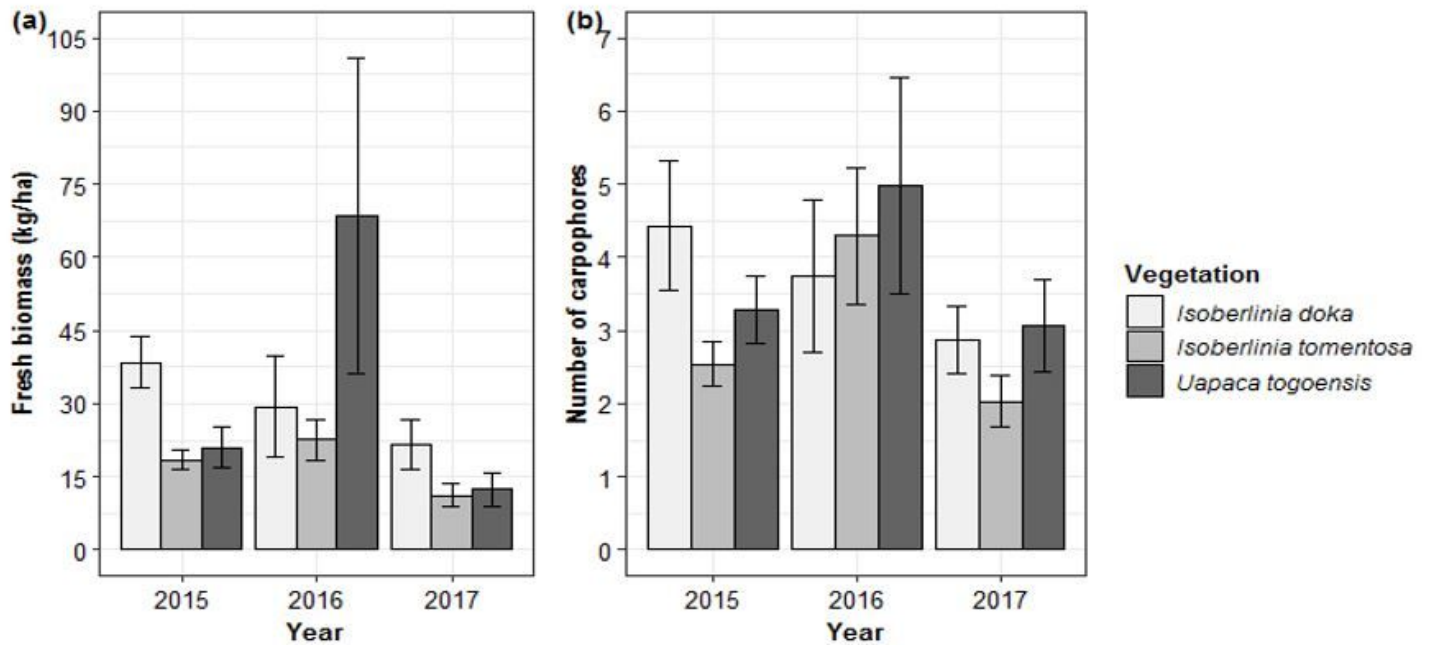 (a)
105
90
75
60
45
30
15
0
Fresh biomass (kg/ha)
2015 2016 2017
Year
(b)
7
6
5
4
3
2
1
0
Number of carpophores
2015 2016 2017
Year
Vegetation
Isoberlinia doka
Isoberlinia tomentosa
Uapaca togoensis